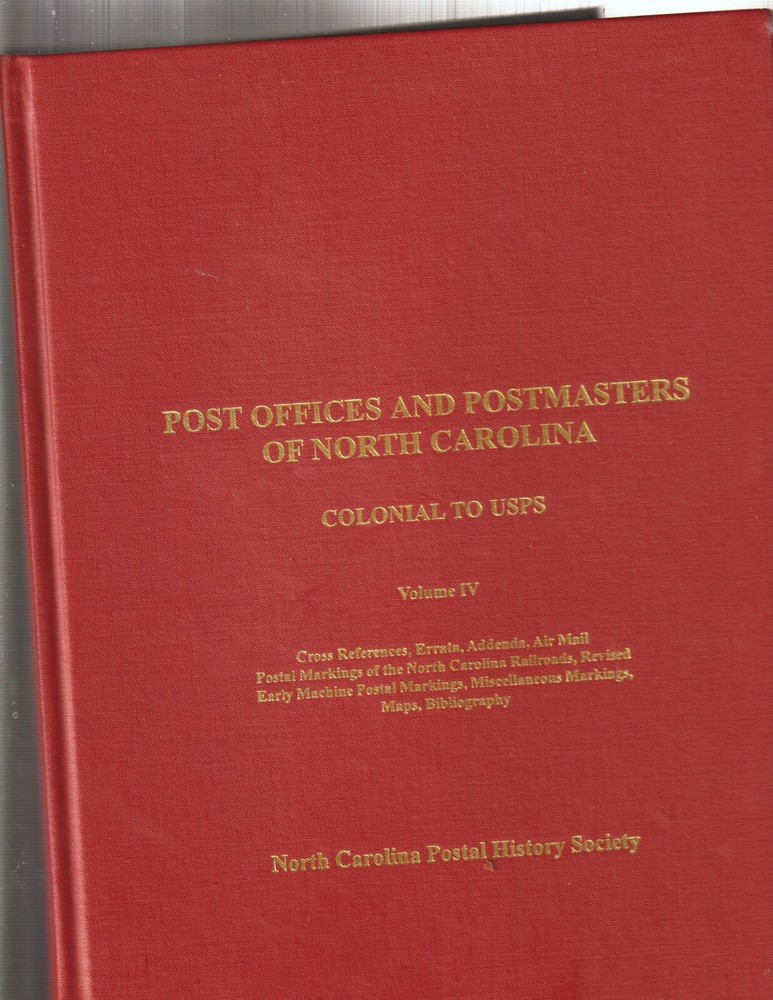 POST OFFICES AND POSTMASTERS
OF NORTH CAROLINA
COLONIAL TO USPS
Volume IV
Cross References, Errata, Addenda, Air Mail
Postal Markings of the North Carolina Railroads, Revised
Early Machine Postal Markings, Miscellaneous Markings,
Maps, Bibliography
North Carolina Postal History Society